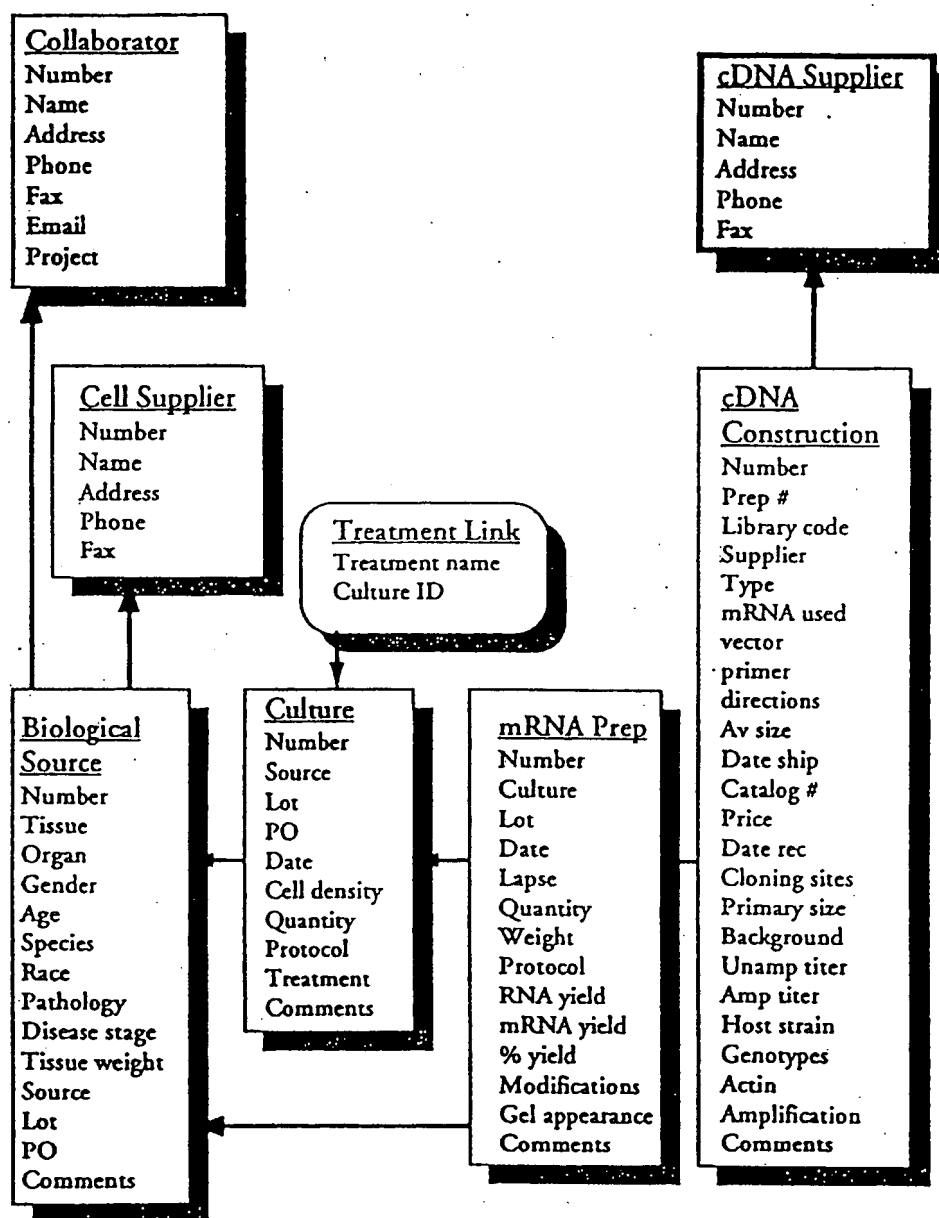 Collaborator
Number
Name
Address
Phone
Fax
Email
Project
cDNA Supplier
Number
Name
Address
Phone
Fax
Cell Supplier
Number
Name
Address
Phone
Fax
Treatment Link
Treatment name
Culture ID
Biological
Source
Number
Tissue
Organ
Gender
Age
Species
Race
Pathology
Disease stage
Tissue weight
Source
Lot
PO
Comments
Culture
Number
Source
Lot
PO
Date
Cell density
Quantity
Protocol
Treatment
Comments
mRNA Prep
Number
Culture
Lot
Date
Lapse
Quantity
Weight
Protocol
RNA yield
mRNA yield
% yield
Modifications
Gel appearance
Comments
cDNA
Construction
Number
Prep #
Library code
Supplier
Type
mRNA used
vector
primer
directions
Av size
Date ship
Catalog #
Price
Date rec
Cloning sites
Primary size
Background
Unamp titer
Amp titer
Host strain
Genotypes
Actin
Amplification
Comments